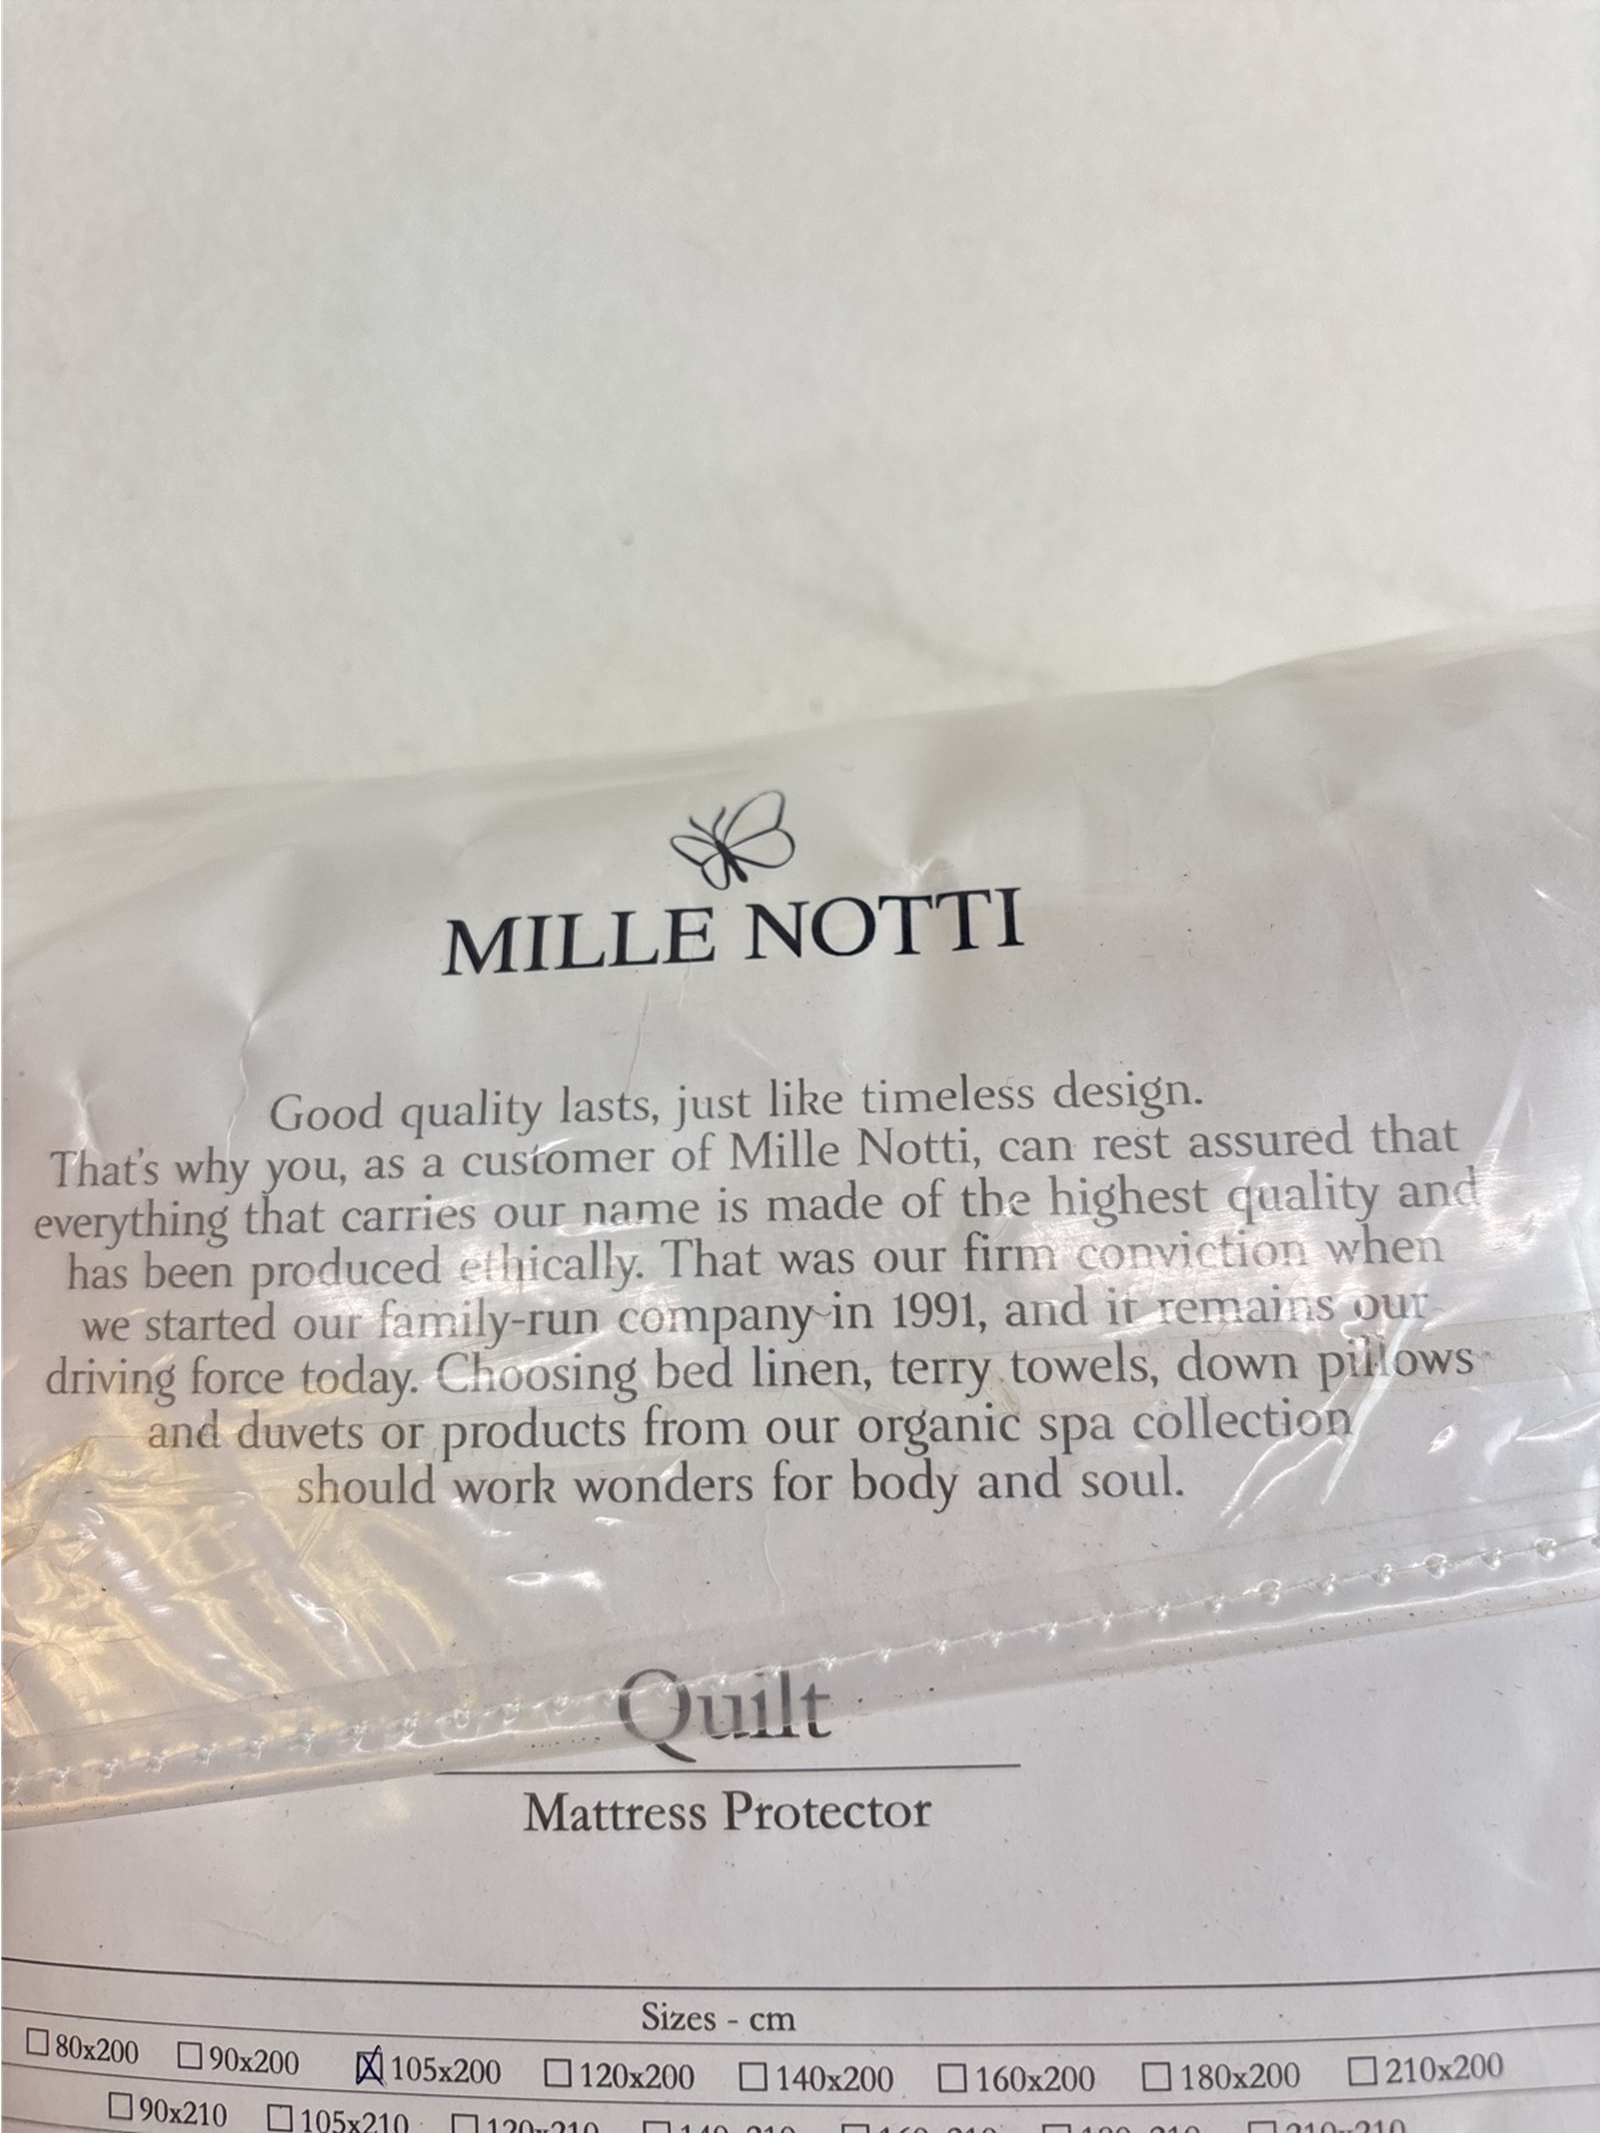 MILLE NOTTI
Good quality lasts, just like timeless design.
That's why you, as a customer of Mille Notti, can rest assured that
everything that carries our name is made of the highest quality and
has been produced ethically. That was our firm conviction when
we started our family-run company in 1991, and it remains our
driving force today. Choosing bed linen, terry towels, down pillows
and duvets or products from our organic spa collection
should work wonders for body and soul.
Quilt
Mattress Protector
Sizes - cm
☐ 80x200 ☐ 90x200 ☒ 105x200 ☐ 120x200 ☐ 140x200 ☐ 160x200 ☐ 180x200 ☐ 210x200
☐ 90x210 ☐ 105x210 ☐ 120x210 ☐ 140x210 ☐ 160x210 ☐ 180x210 ☐ 210x210